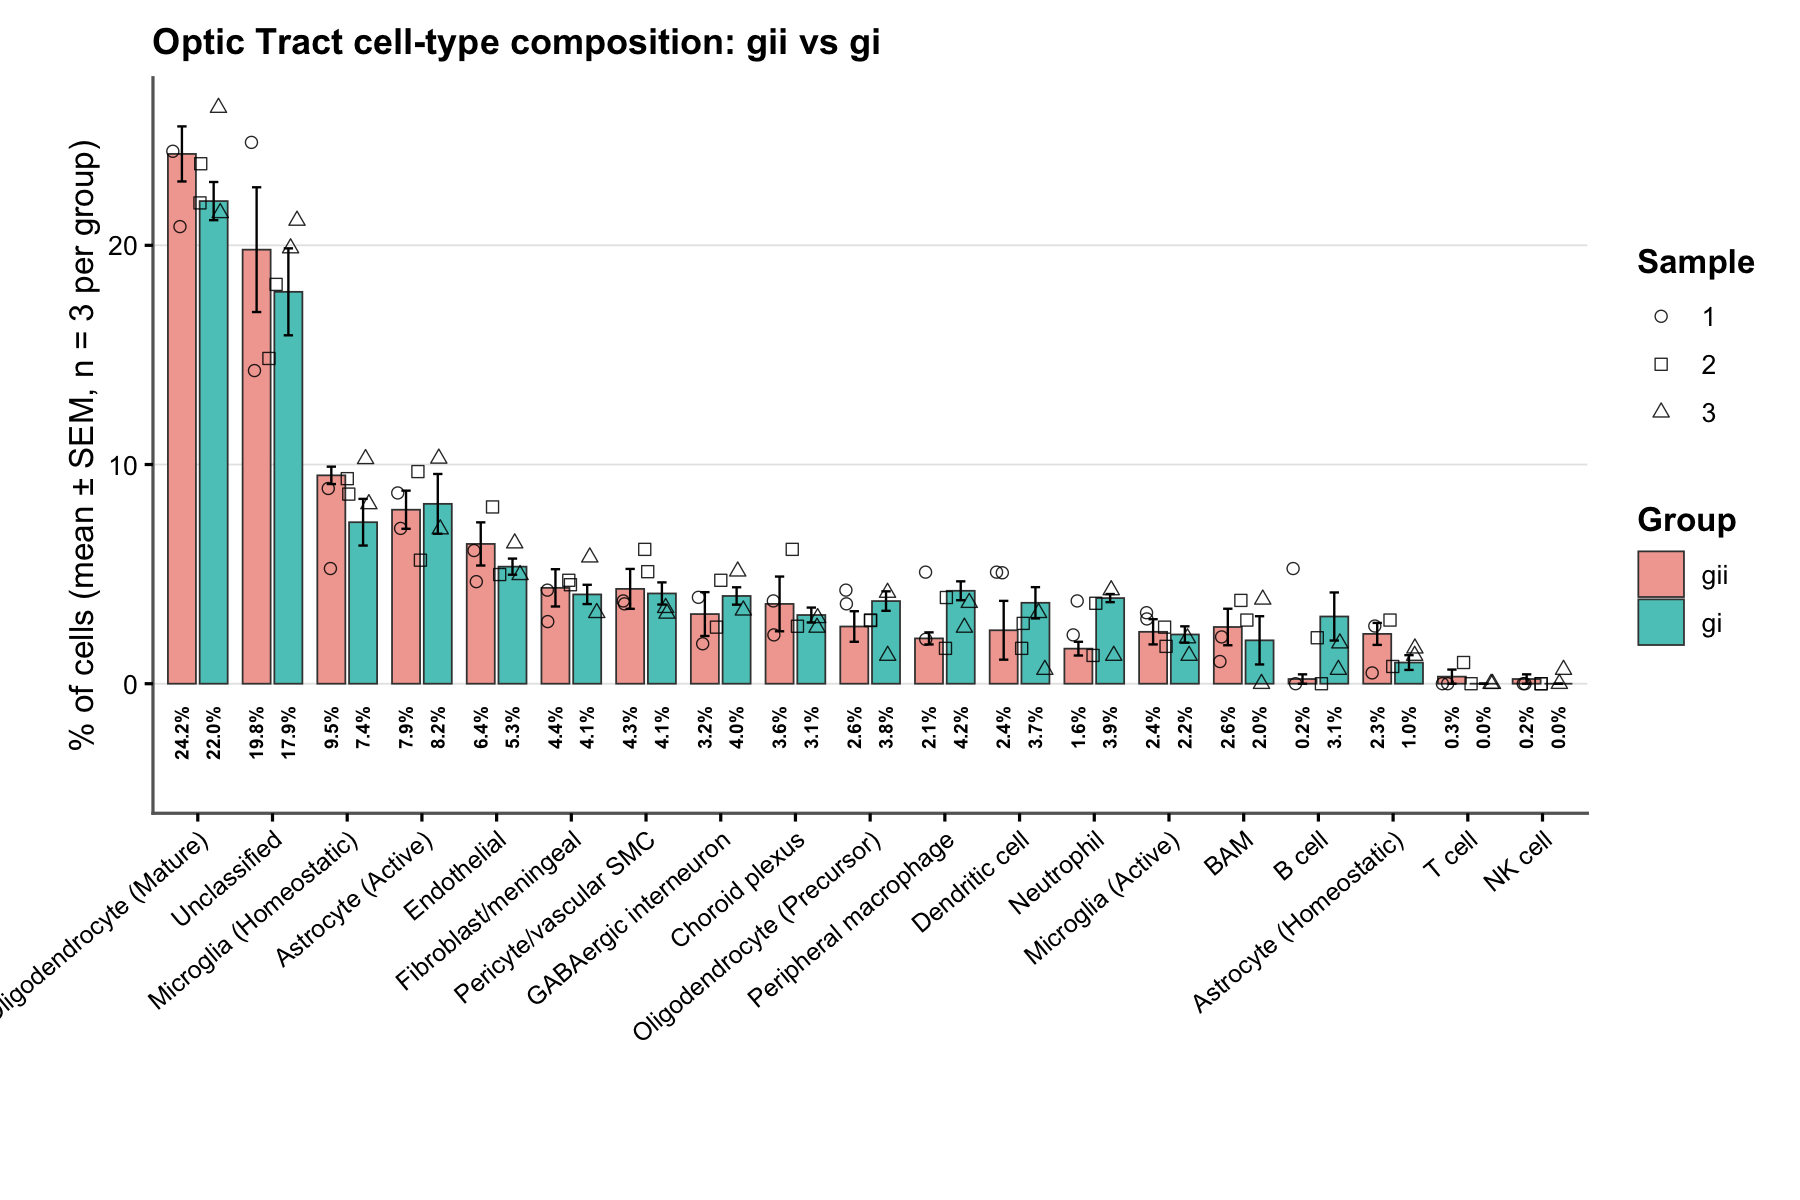 Optic Tract cell-type composition: gii vs gi
% of cells (mean ± SEM, n = 3 per group)
20
10
0
24.2%
22.0%
19.8%
17.9%
9.5%
7.4%
7.9%
8.2%
6.4%
5.3%
4.4%
4.1%
4.3%
4.1%
3.2%
4.0%
3.6%
3.1%
2.6%
3.8%
2.1%
4.2%
2.4%
3.7%
1.6%
3.9%
2.4%
2.2%
2.6%
2.0%
0.2%
3.1%
2.3%
1.0%
0.3%
0.0%
0.2%
0.0%
ligodendrocyte (Mature)
Unclassified
Microglia (Homeostatic)
Astrocyte (Active)
Endothelial
Fibroblast/meningeal
Pericyte/vascular SMC
GABAergic interneuron
Choroid plexus
Oligodendrocyte (Precursor)
Peripheral macrophage
Dendritic cell
Neutrophil
Microglia (Active)
BAM
B cell
Astrocyte (Homeostatic)
T cell
NK cell
Sample
1
2
3
Group
gii
gi